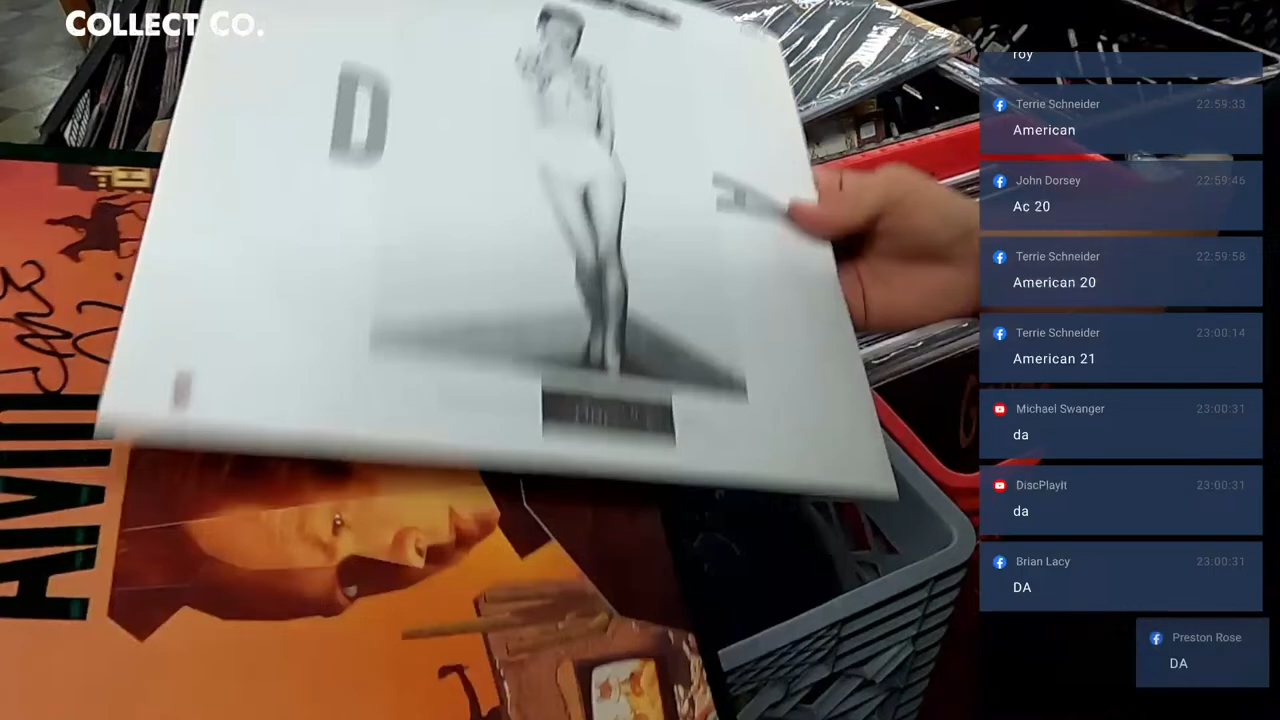 COLLECT CO.
D
roy
Terrie Schneider 22:59:33
American
John Dorsey 22:59:46
Ac 20
Terrie Schneider 22:59:58
American 20
Terrie Schneider 23:00:14
American 21
Michael Swanger 23:00:31
da
DiscPlayIt 23:00:31
da
Brian Lacy 23:00:31
DA
Preston Rose
DA